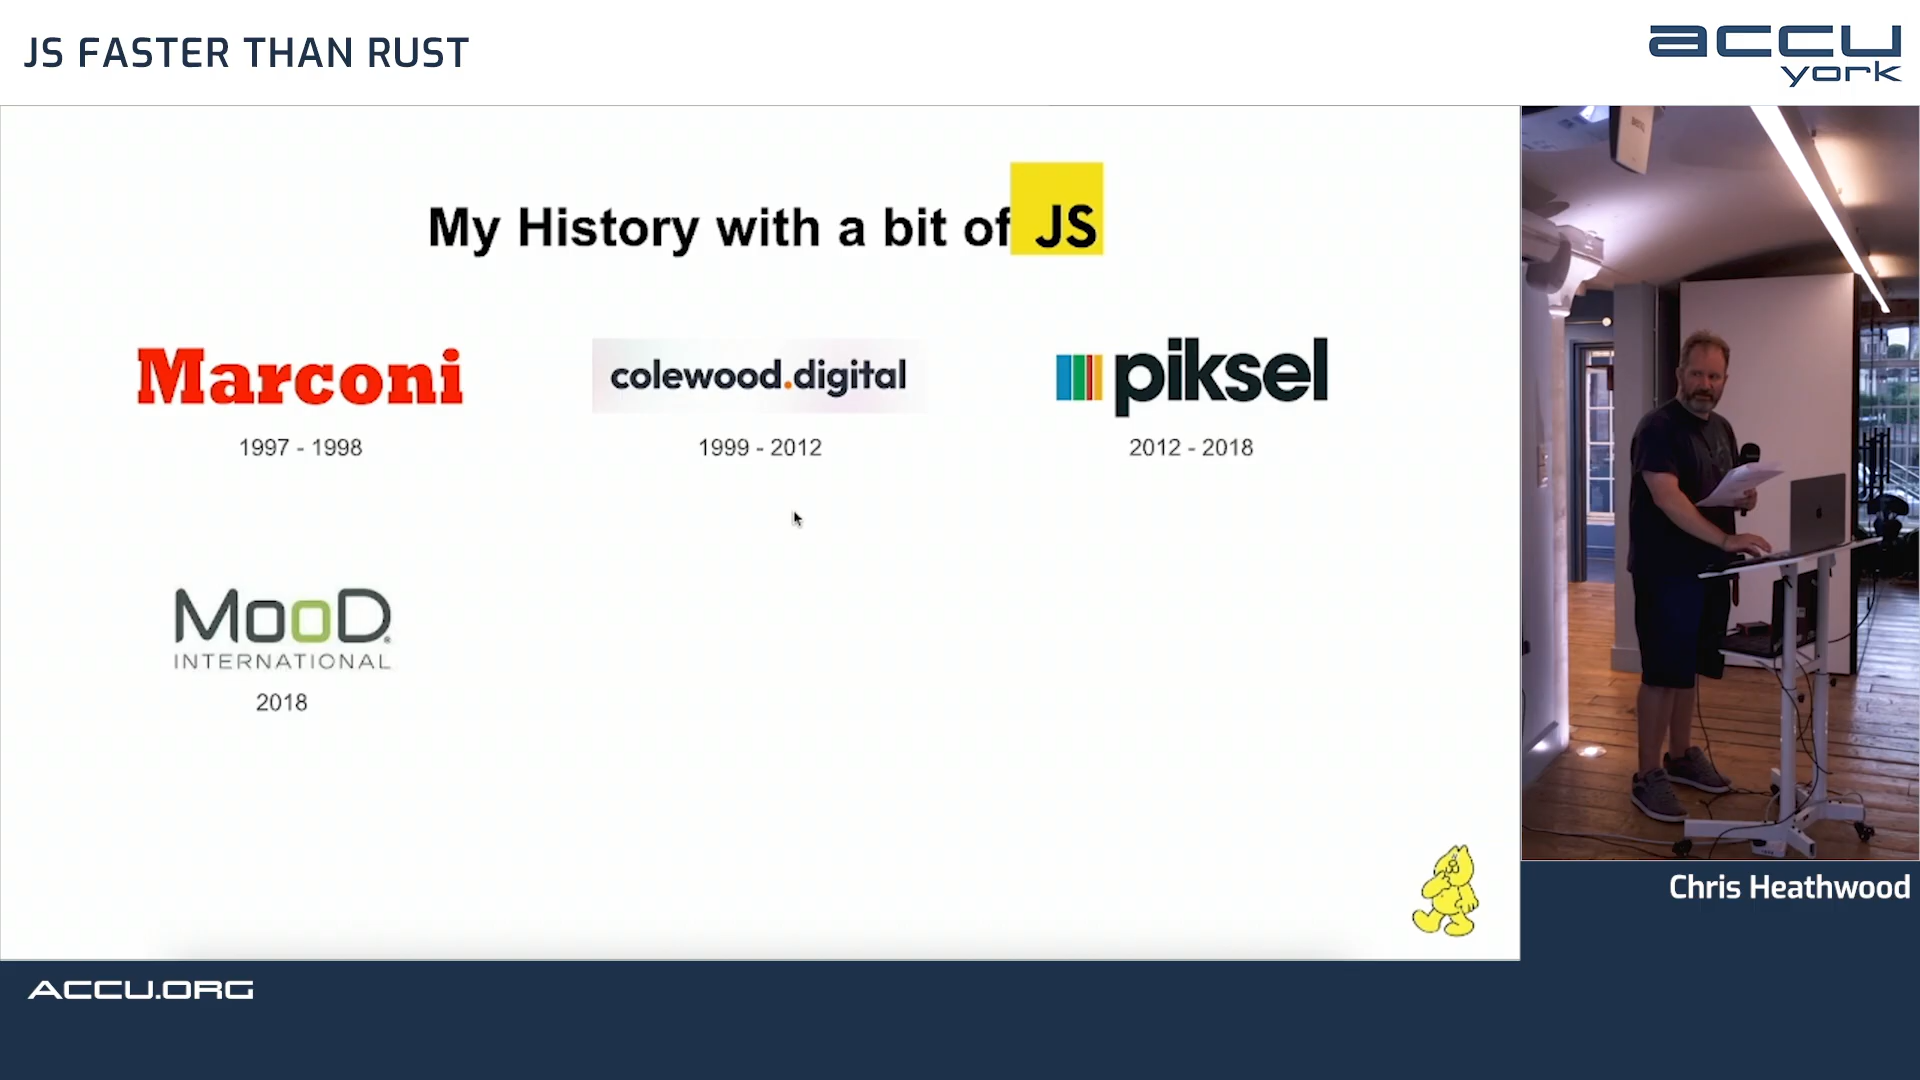 JS FASTER THAN RUST
accu
york
My History with a bit of JS
Marconi
colewood.digital
piksel
1997 - 1998
1999 - 2012
2012 - 2018
MooD
INTERNATIONAL
2018
Chris Heathwood
ACCU.ORG